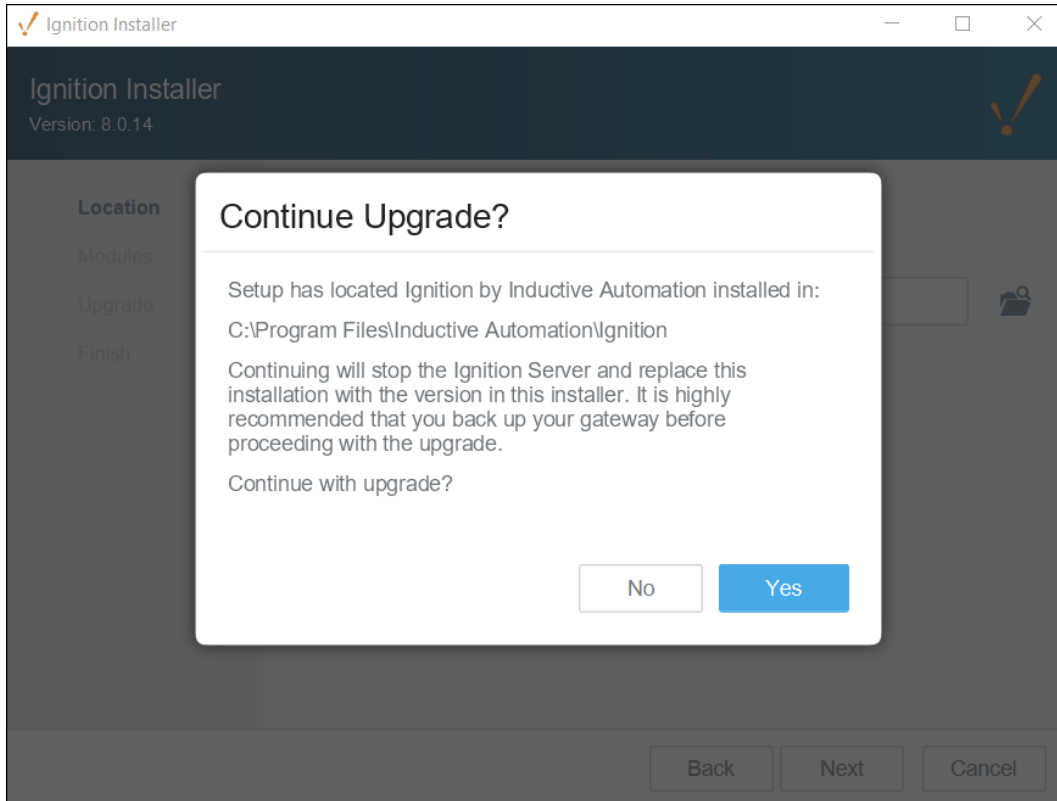 Ignition Installer
Ignition Installer
Version: 8.0.14
Location
Modules
Upgrade
Finish
Continue Upgrade?
Setup has located Ignition by Inductive Automation installed in:
C:\Program Files\Inductive Automation\Ignition
Continuing will stop the Ignition Server and replace this
installation with the version in this installer. It is highly
recommended that you back up your gateway before
proceeding with the upgrade.
Continue with upgrade?
No
Yes
Back
Next
Cancel